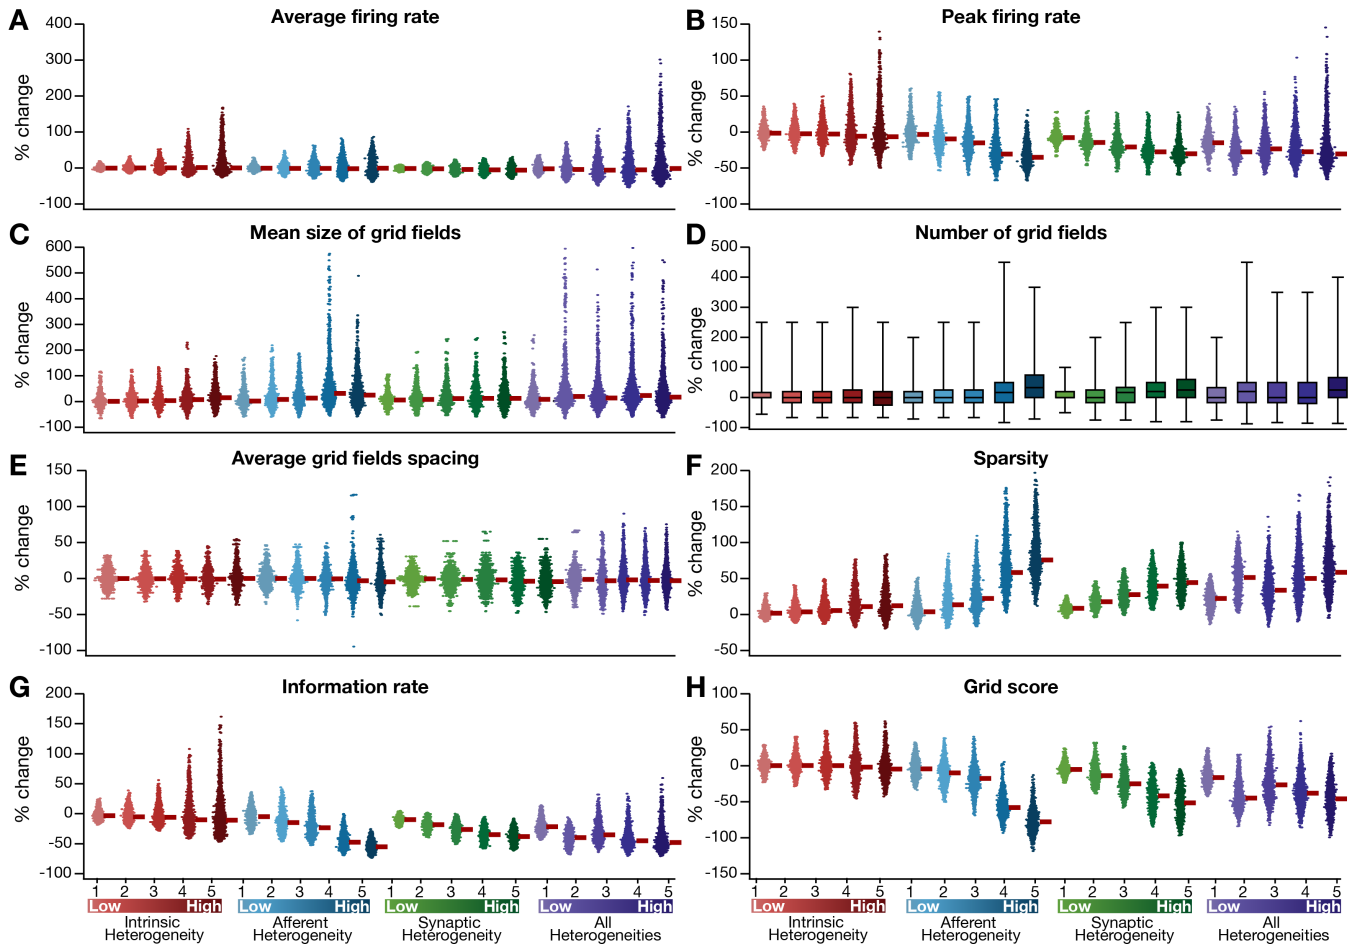 A Average firing rate
400
300
200
100
0
-100
% change
B Peak firing rate
150
100
50
0
-50
-100
% change
C Mean size of grid fields
600
500
400
300
200
100
0
-100
% change
D Number of grid fields
500
400
300
200
100
0
-100
% change
E Average grid fields spacing
150
100
50
0
-50
-100
% change
F Sparsity
200
150
100
50
0
-50
% change
G Information rate
200
150
100
50
0
-50
-100
% change
1 2 3 4 5 1 2 3 4 5 1 2 3 4 5 1 2 3 4 5
Low High Low High Low High Low High
Intrinsic Afferent Synaptic All
Heterogeneity Heterogeneity Heterogeneity Heterogeneities
H Grid score
100
50
0
-50
-100
-150
% change
1 2 3 4 5 1 2 3 4 5 1 2 3 4 5 1 2 3 4 5
Low High Low High Low High Low High
Intrinsic Afferent Synaptic All
Heterogeneity Heterogeneity Heterogeneity Heterogeneities